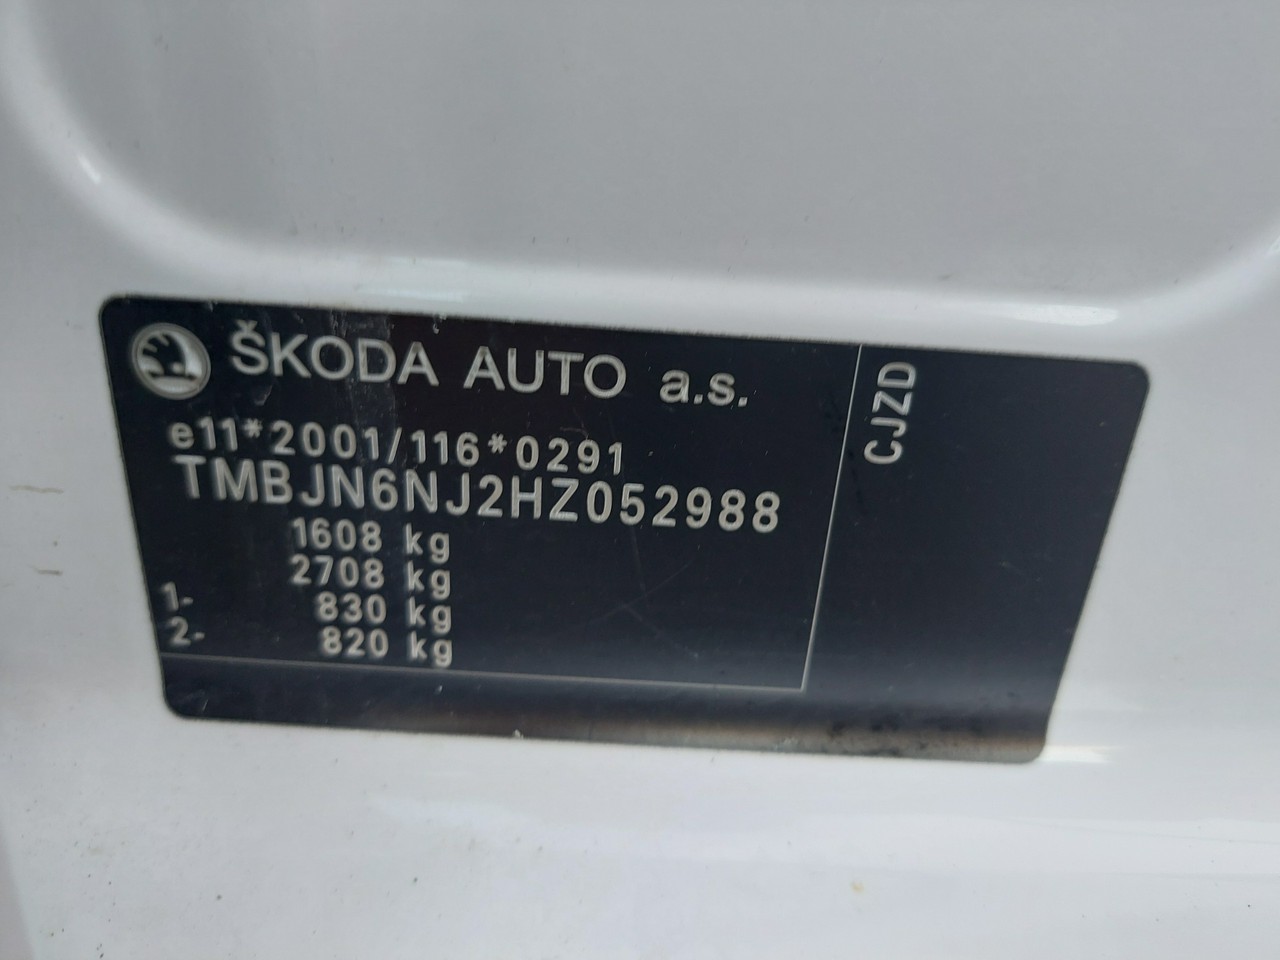 ŠKODA AUTO a.s.
e11*2001/116*0291
TMBJN6NJ2HZ052988
1608 kg
2708 kg
1- 830 kg
2- 820 kg
CJZD